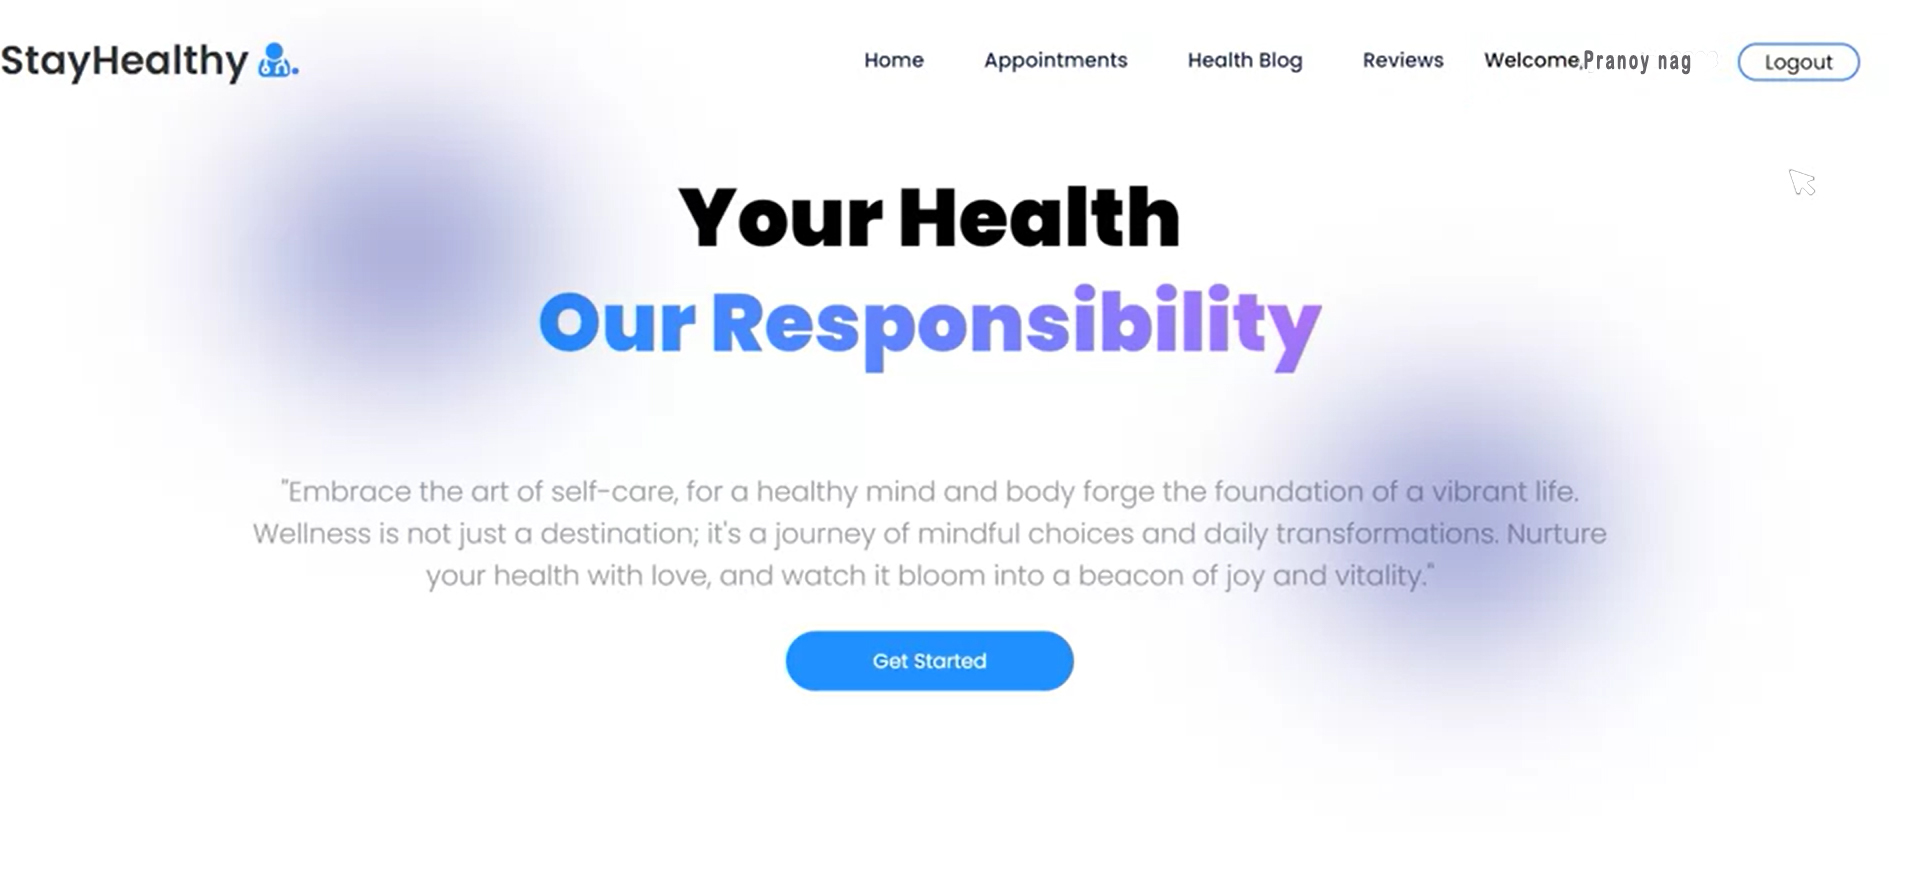 StayHealthy
Home Appointments Health Blog Reviews Welcome,Pranoy nag Logout
Your Health
Our Responsibility
"Embrace the art of self-care, for a healthy mind and body forge the foundation of a vibrant life.
Wellness is not just a destination; it's a journey of mindful choices and daily transformations. Nurture
your health with love, and watch it bloom into a beacon of joy and vitality."
Get Started